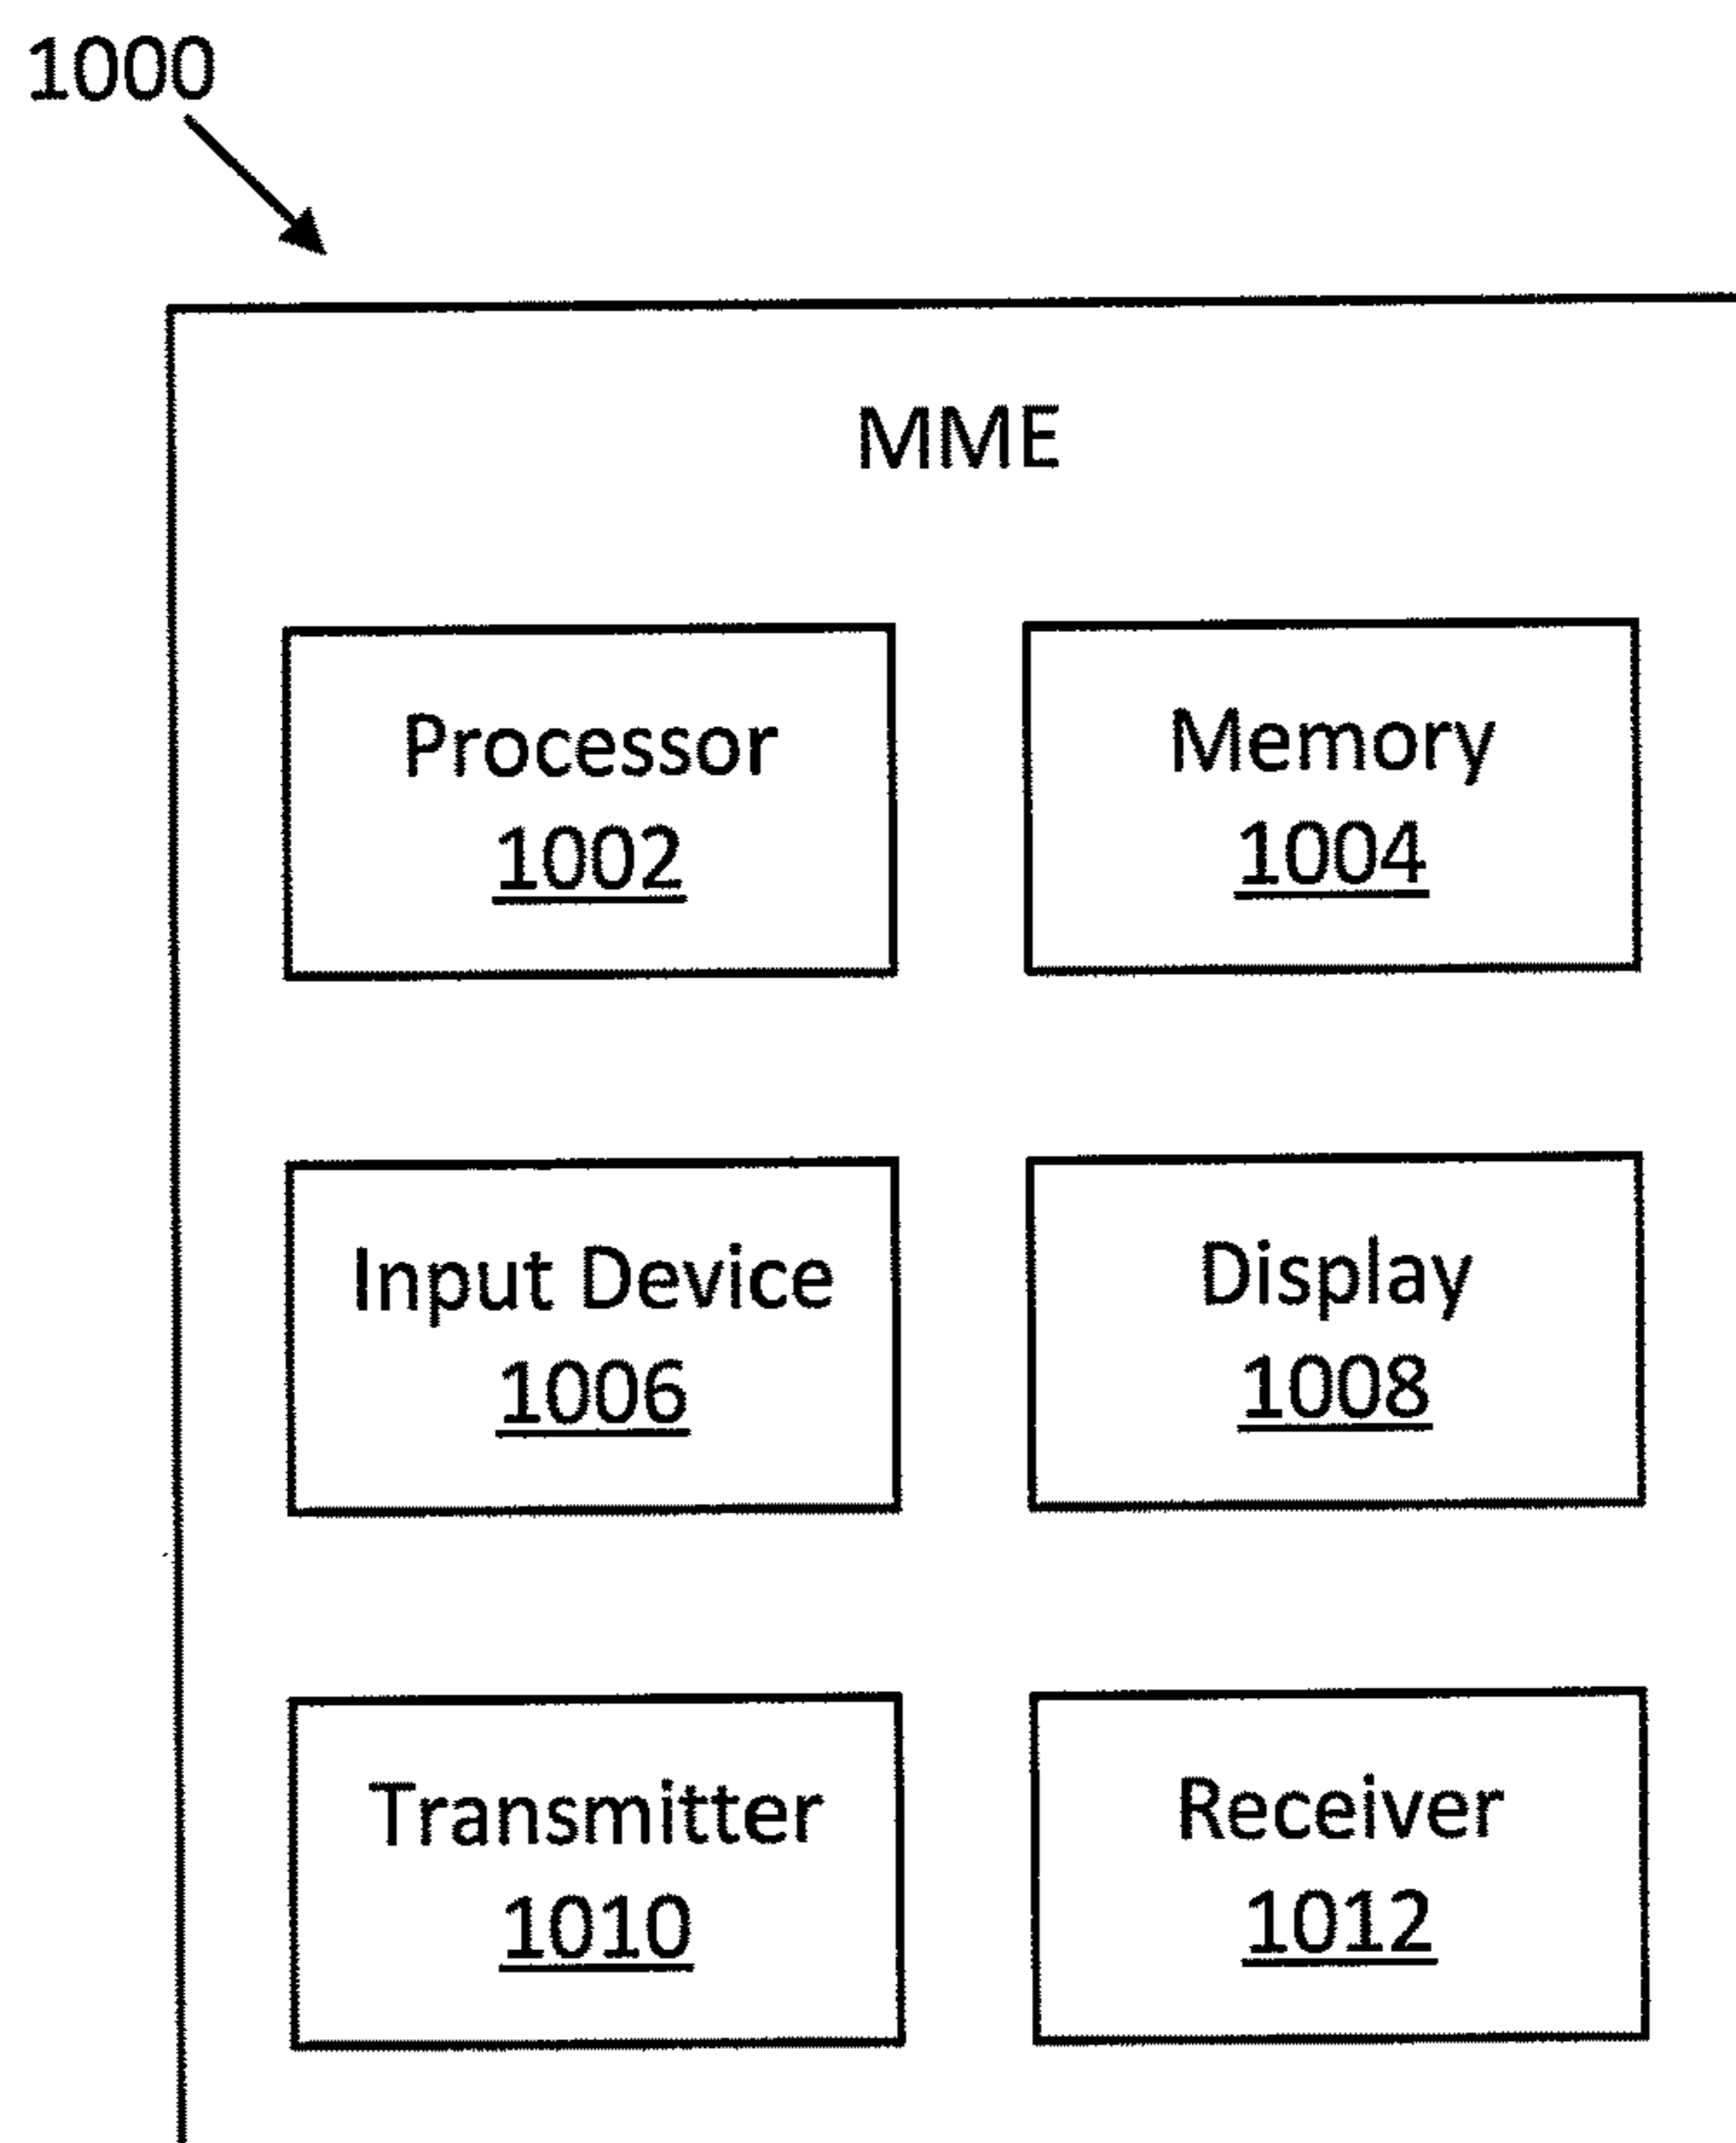 1000
MME
Processor
1002
Memory
1004
Input Device
1006
Display
1008
Transmitter
1010
Receiver
1012